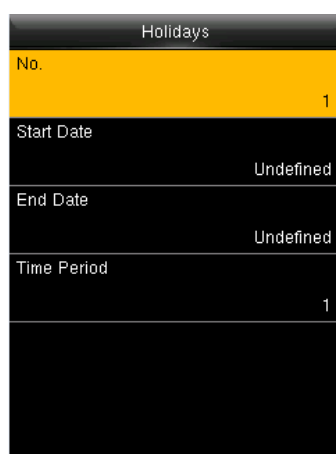 Holidays
No.
1
Start Date
Undefined
End Date
Undefined
Time Period
1